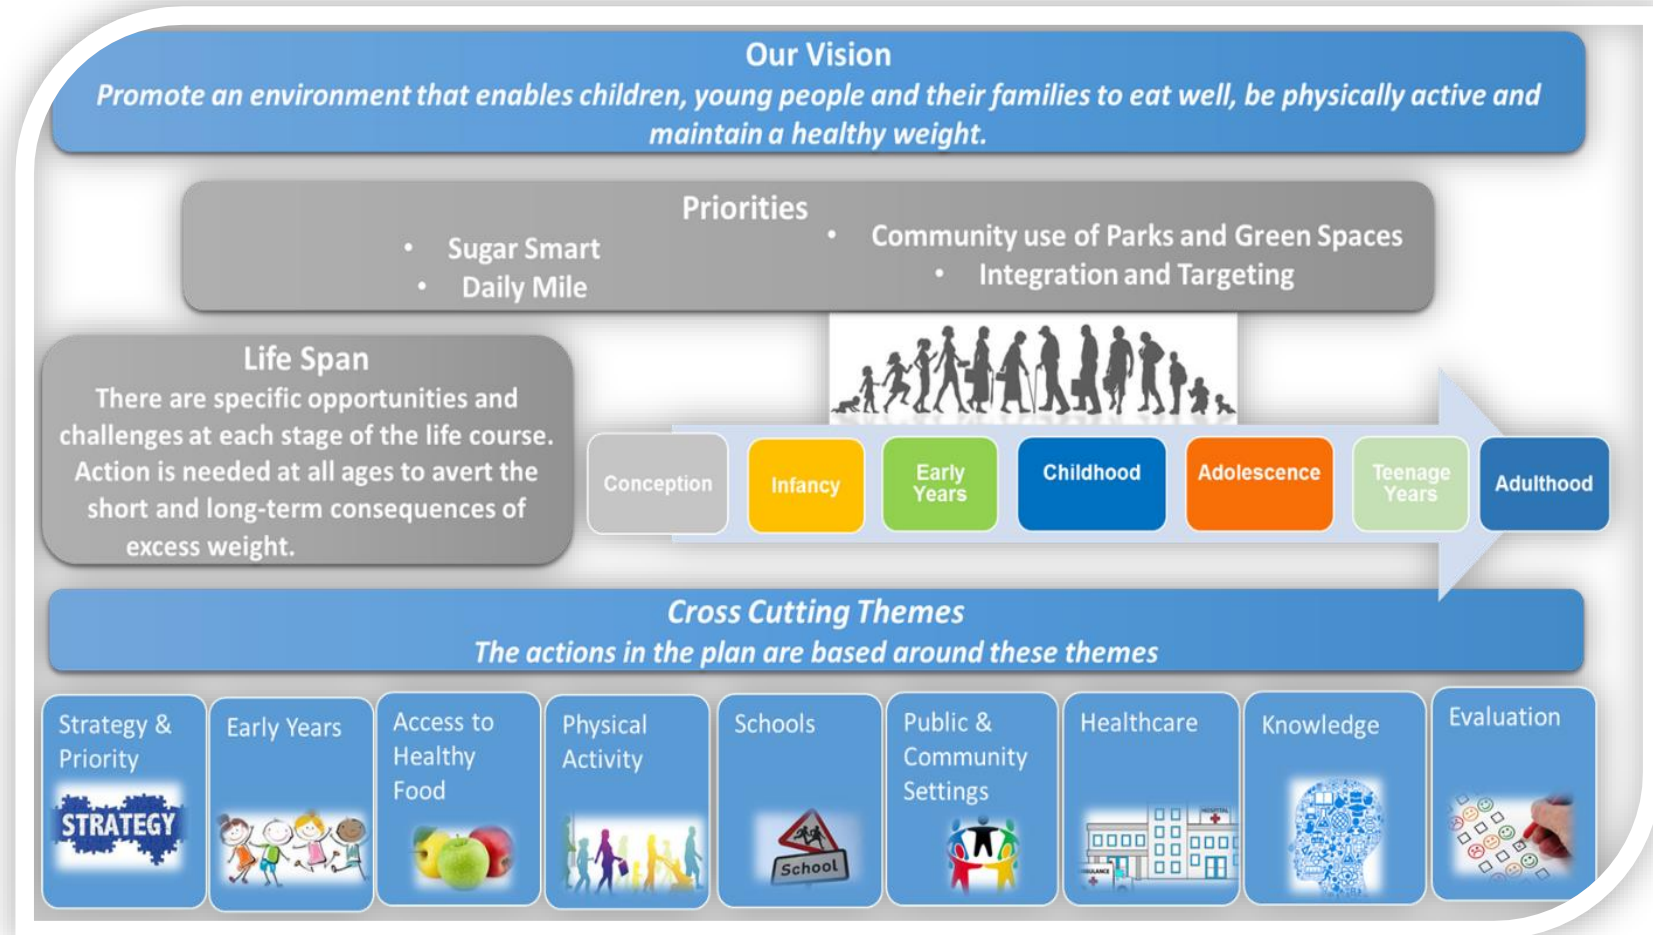 Our Vision
Promote an environment that enables children, young people and their families to eat well, be physically active and
maintain a healthy weight.
Priorities
• Sugar Smart
• Daily Mile
• Community use of Parks and Green Spaces
• Integration and Targeting
Life Span
There are specific opportunities and
challenges at each stage of the life course.
Action is needed at all ages to avert the
short and long-term consequences of
excess weight.
Conception
Infancy
Early
Years
Childhood
Adolescence
Teenage
Years
Adulthood
Cross Cutting Themes
The actions in the plan are based around these themes
Strategy &
Priority
STRATEGY
Early Years
Access to
Healthy
Food
Physical
Activity
Schools
School
Public &
Community
Settings
Healthcare
HOSPITAL
Knowledge
Evaluation